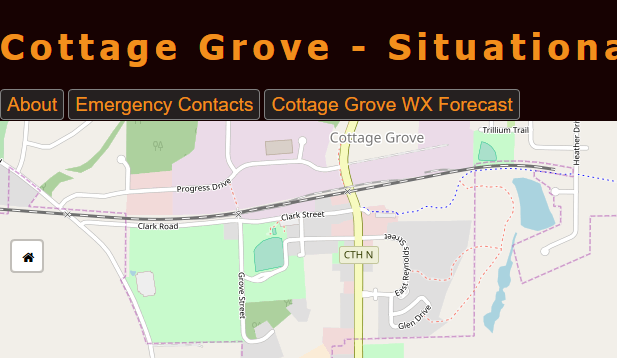 Cottage Grove - Situationa
About Emergency Contacts Cottage Grove WX Forecast
Trillium Trail
Cottage Grove
Heather Dri
Progress Drive
Clark Street
Clark Road
Street
CTH N
East Reynolds
Grove Street
Glen Drive